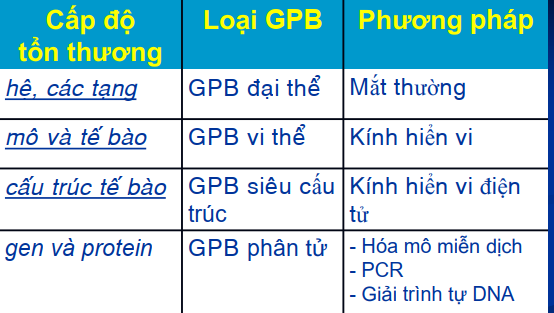 Cấp độ tổn thương
Loại GPB
Phương pháp
hệ, các tạng
GPB đại thể
Mắt thường
mô và tế bào
GPB vi thể
Kính hiển vi
cấu trúc tế bào
GPB siêu cấu trúc
Kính hiển vi điện tử
gen và protein
GPB phân tử
- Hóa mô miễn dịch
- PCR
- Giải trình tự DNA